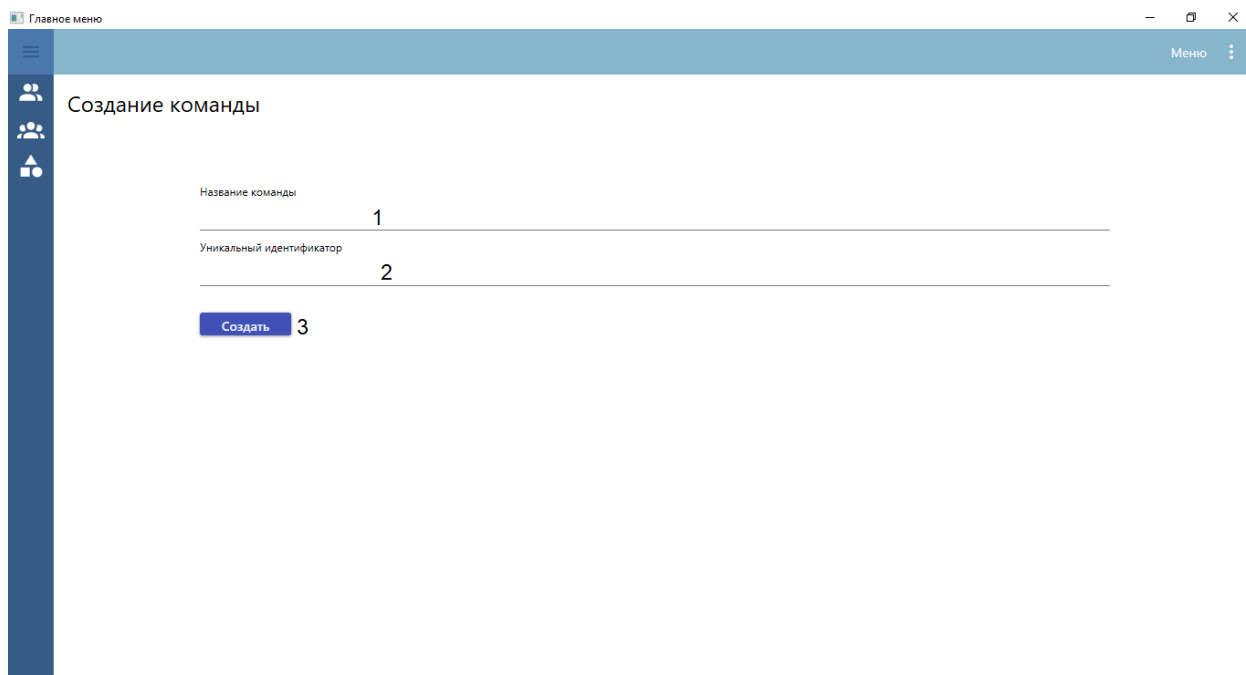 Главное меню
Меню
Создание команды
Название команды
1
Уникальный идентификатор
2
Создать 3